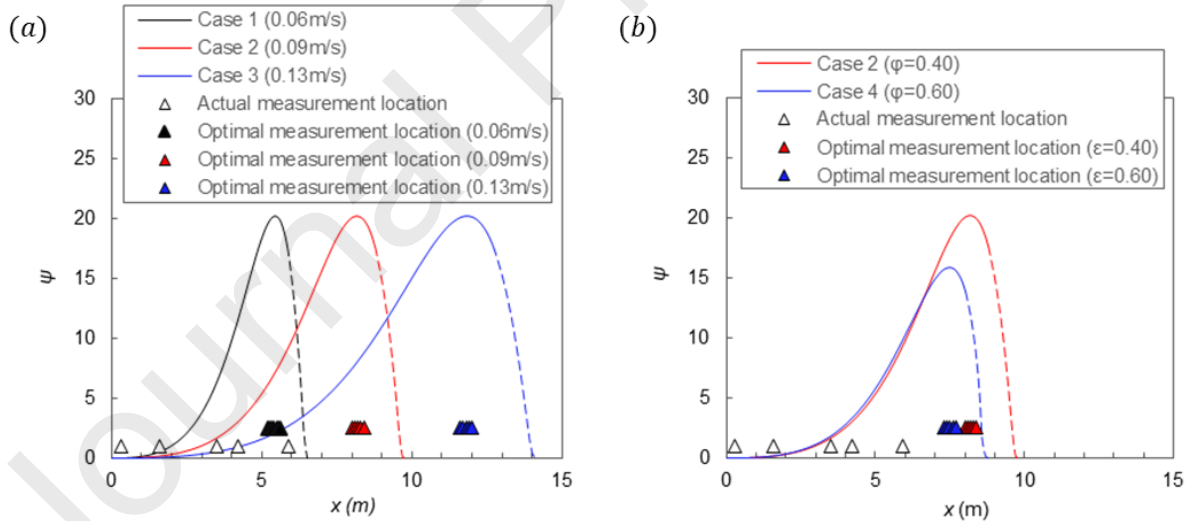 (a)
Case 1 (0.06m/s)
Case 2 (0.09m/s)
Case 3 (0.13m/s)
Actual measurement location
Optimal measurement location (0.06m/s)
Optimal measurement location (0.09m/s)
Optimal measurement location (0.13m/s)
30
25
20
15
10
5
0
ψ
0
5
10
15
x (m)
(b)
Case 2 (φ=0.40)
Case 4 (φ=0.60)
Actual measurement location
Optimal measurement location (ε=0.40)
Optimal measurement location (ε=0.60)
30
25
20
15
10
5
0
ψ
0
5
10
15
x (m)
Journal P